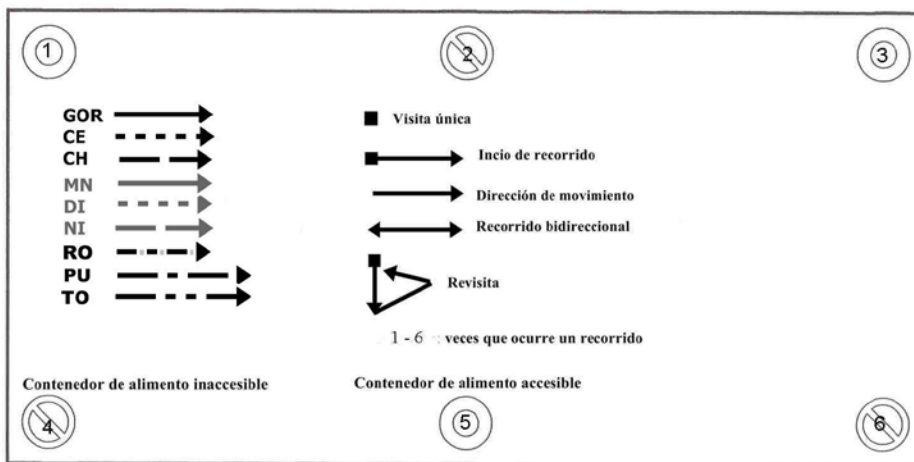 1
2
3
GOR
CE
CH
MN
DI
NI
RO
PU
TO
Visita única
Incio de recorrido
Dirección de movimiento
Recorrido bidireccional
Revisita
1 - 6 : veces que ocurre un recorrido
Contenedor de alimento inaccesible
Contenedor de alimento accesible
4
5
6